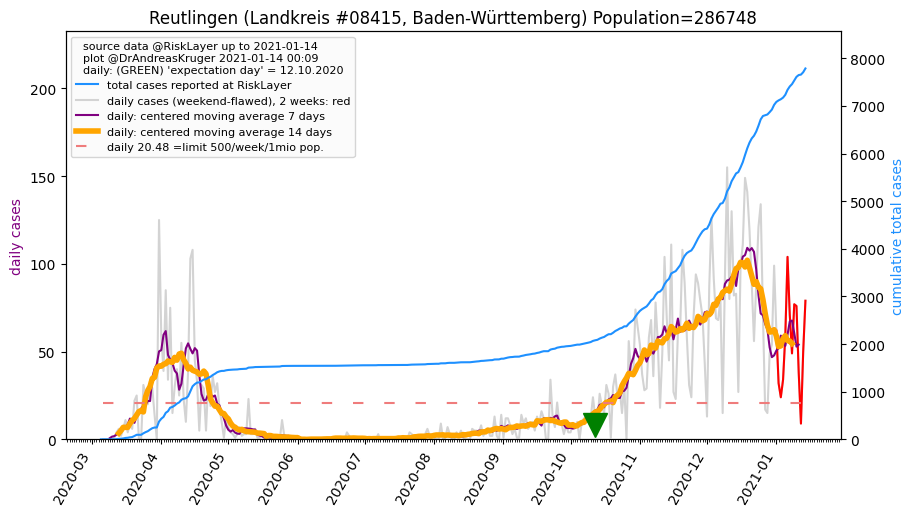 Reutlingen (Landkreis #08415, Baden-Württemberg) Population=286748
source data @RiskLayer up to 2021-01-14
plot @DrAndreasKruger 2021-01-14 00:09
daily: (GREEN) 'expectation day' = 12.10.2020
total cases reported at RiskLayer
daily cases (weekend-flawed), 2 weeks: red
daily: centered moving average 7 days
daily: centered moving average 14 days
daily 20.48 =limit 500/week/1mio pop.
daily cases
200
150
100
50
0
cumulative total cases
8000
7000
6000
5000
4000
3000
2000
1000
0
2020-03
2020-04
2020-05
2020-06
2020-07
2020-08
2020-09
2020-10
2020-11
2020-12
2021-01